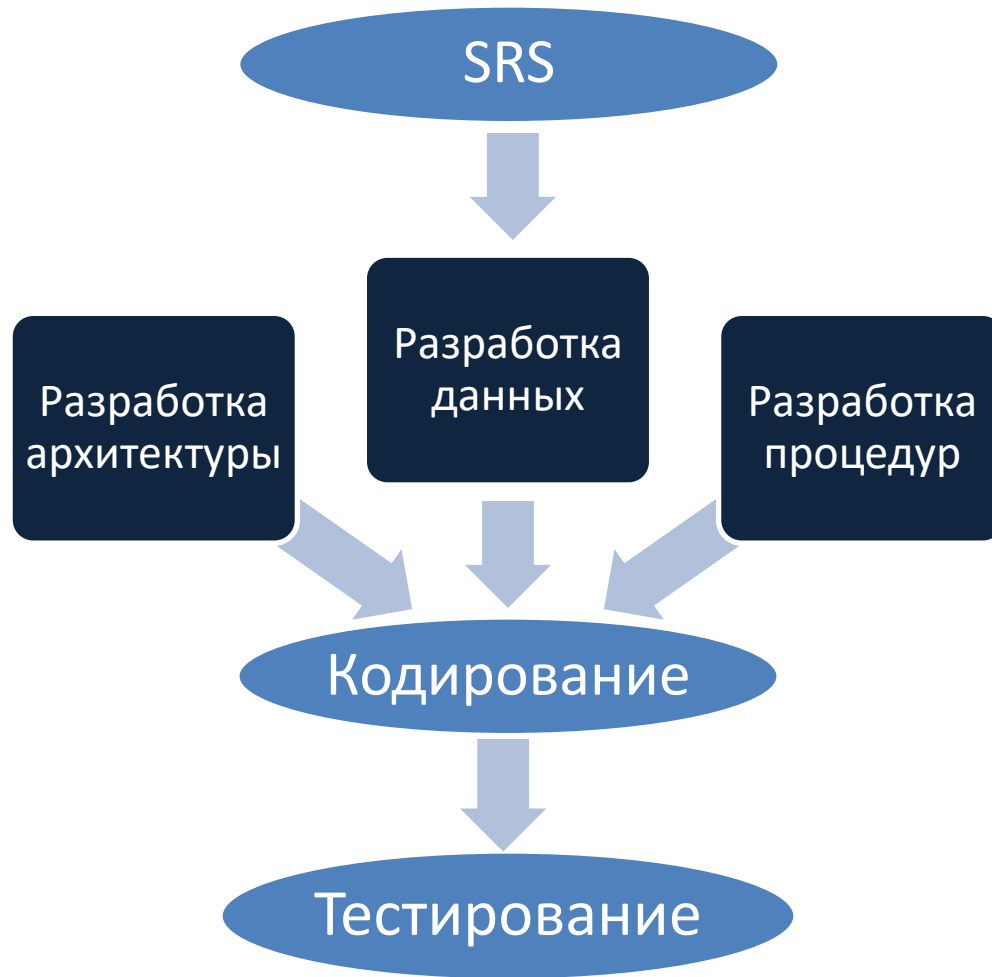 SRS
Разработка
архитектуры
Разработка
данных
Разработка
процедур
Кодирование
Тестирование